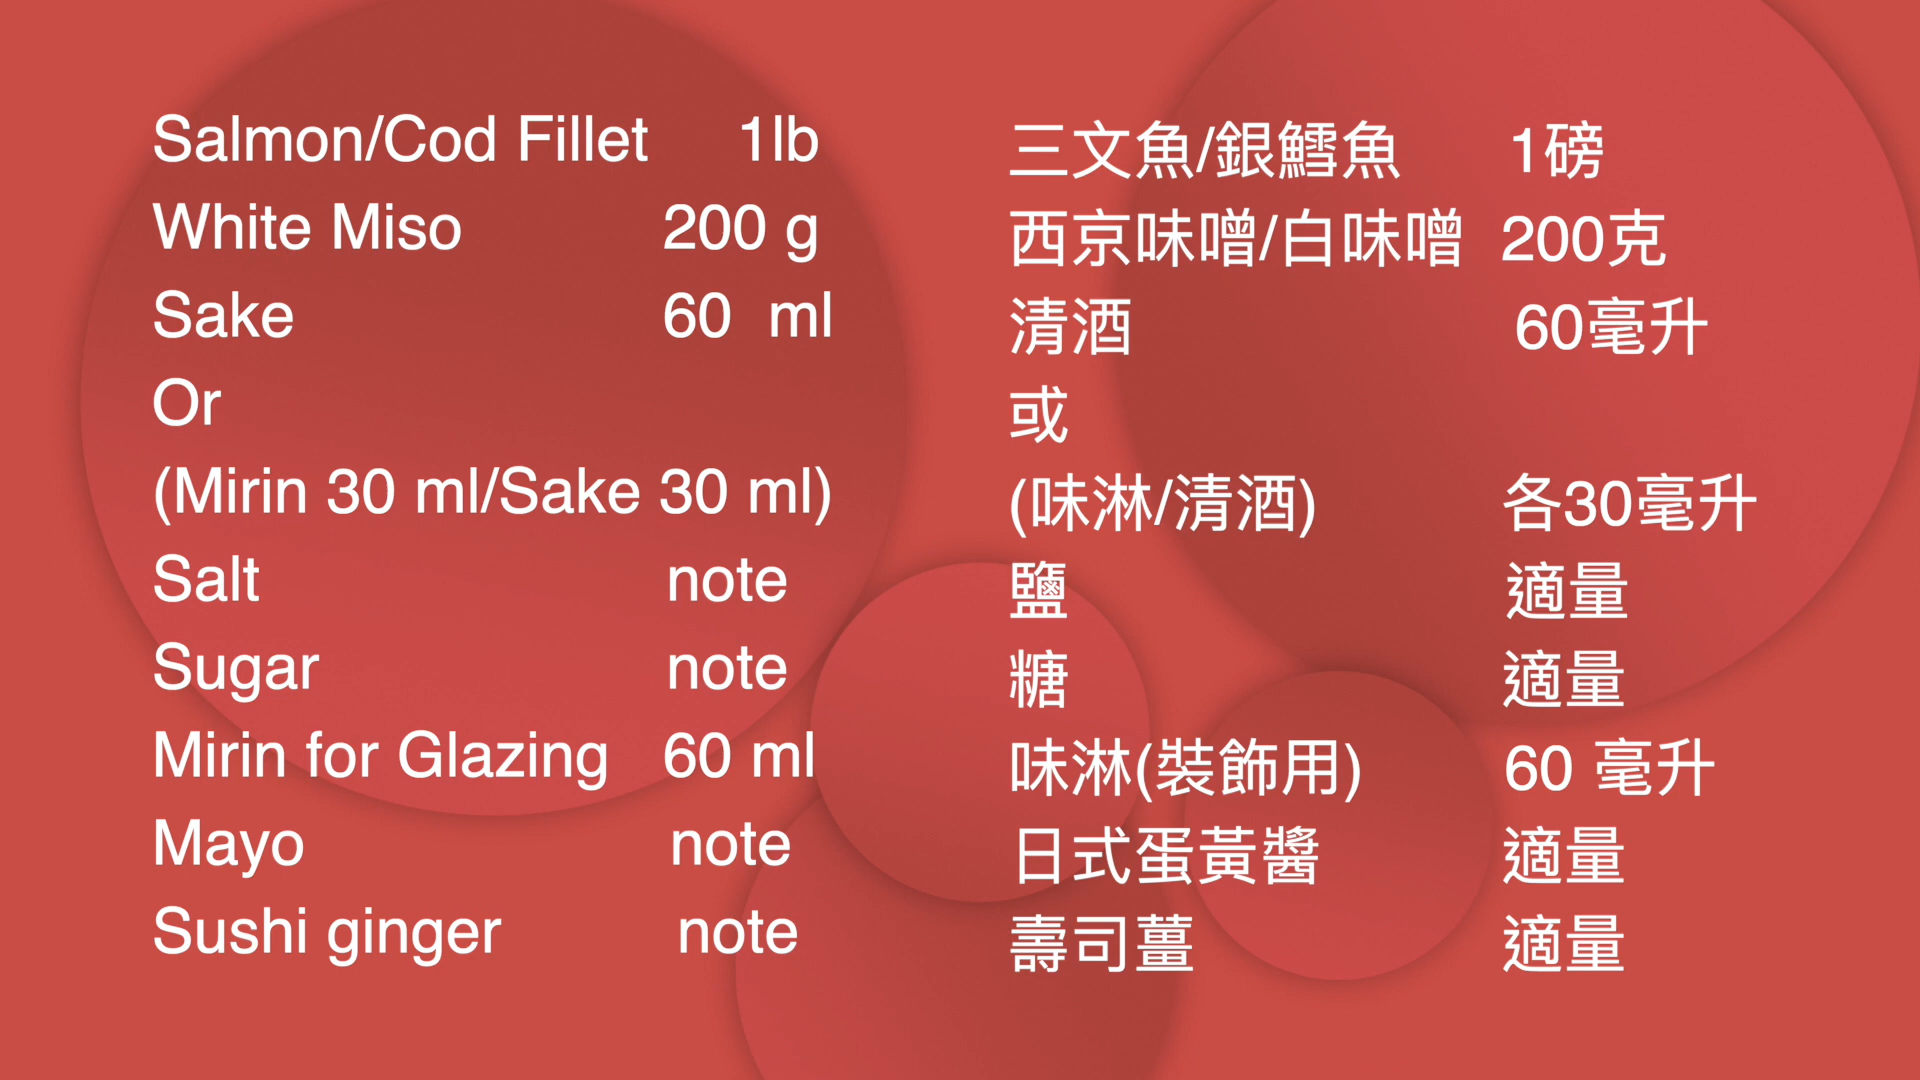 Salmon/Cod Fillet 1lb
White Miso 200 g
Sake 60 ml
Or
(Mirin 30 ml/Sake 30 ml)
Salt note
Sugar note
Mirin for Glazing 60 ml
Mayo note
Sushi ginger note
三文魚/銀鱈魚 1磅
西京味噌/白味噌 200克
清酒 60毫升
或
(味淋/清酒) 各30毫升
鹽 適量
糖 適量
味淋(裝飾用) 60 毫升
日式蛋黃醬 適量
壽司薑 適量